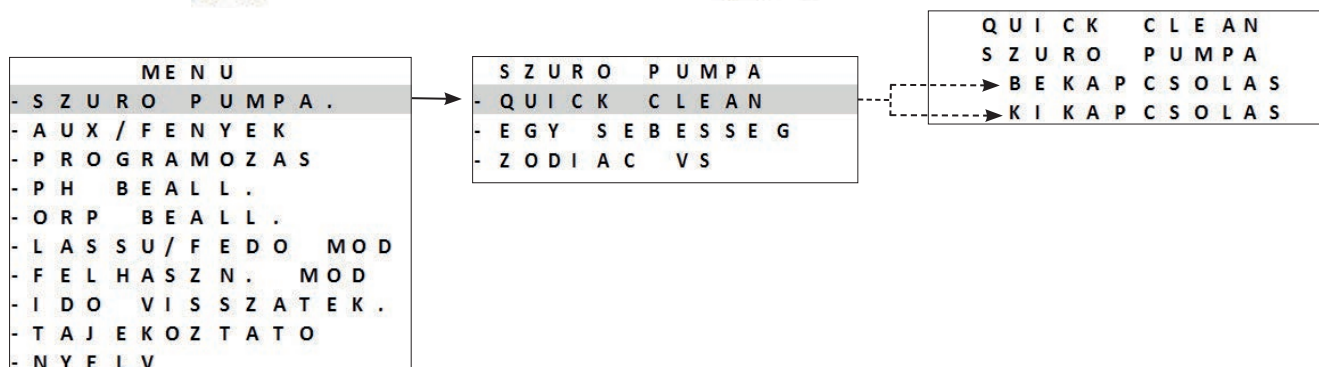 MENU
- SZURO PUMPA.
- AUX/FENYEK
- PROGRAMOZAS
- PH BEALL.
- ORP BEALL.
- LASSU/FEDO MOD
- FELHASZN. MOD
- IDO VISSZATEK.
- TAJEKOZTATO
- NYELV
SZURO PUMPA
- QUICK CLEAN
- EGY SEBESSEG
- ZODIAC VS
QUICK CLEAN
SZURO PUMPA
BEKAPCSOLAS
KIKAPCSOLAS